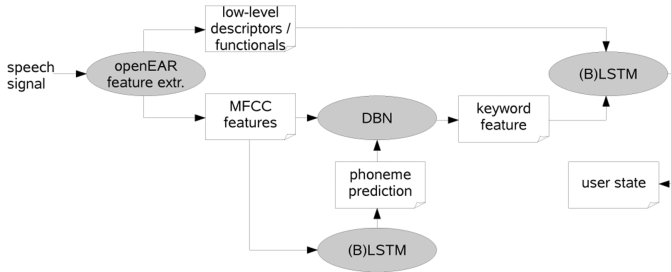 low-level
descriptors /
functionals
speech
signal
openEAR
feature extr.
(B)LSTM
MFCC
features
DBN
keyword
feature
phoneme
prediction
user state
(B)LSTM